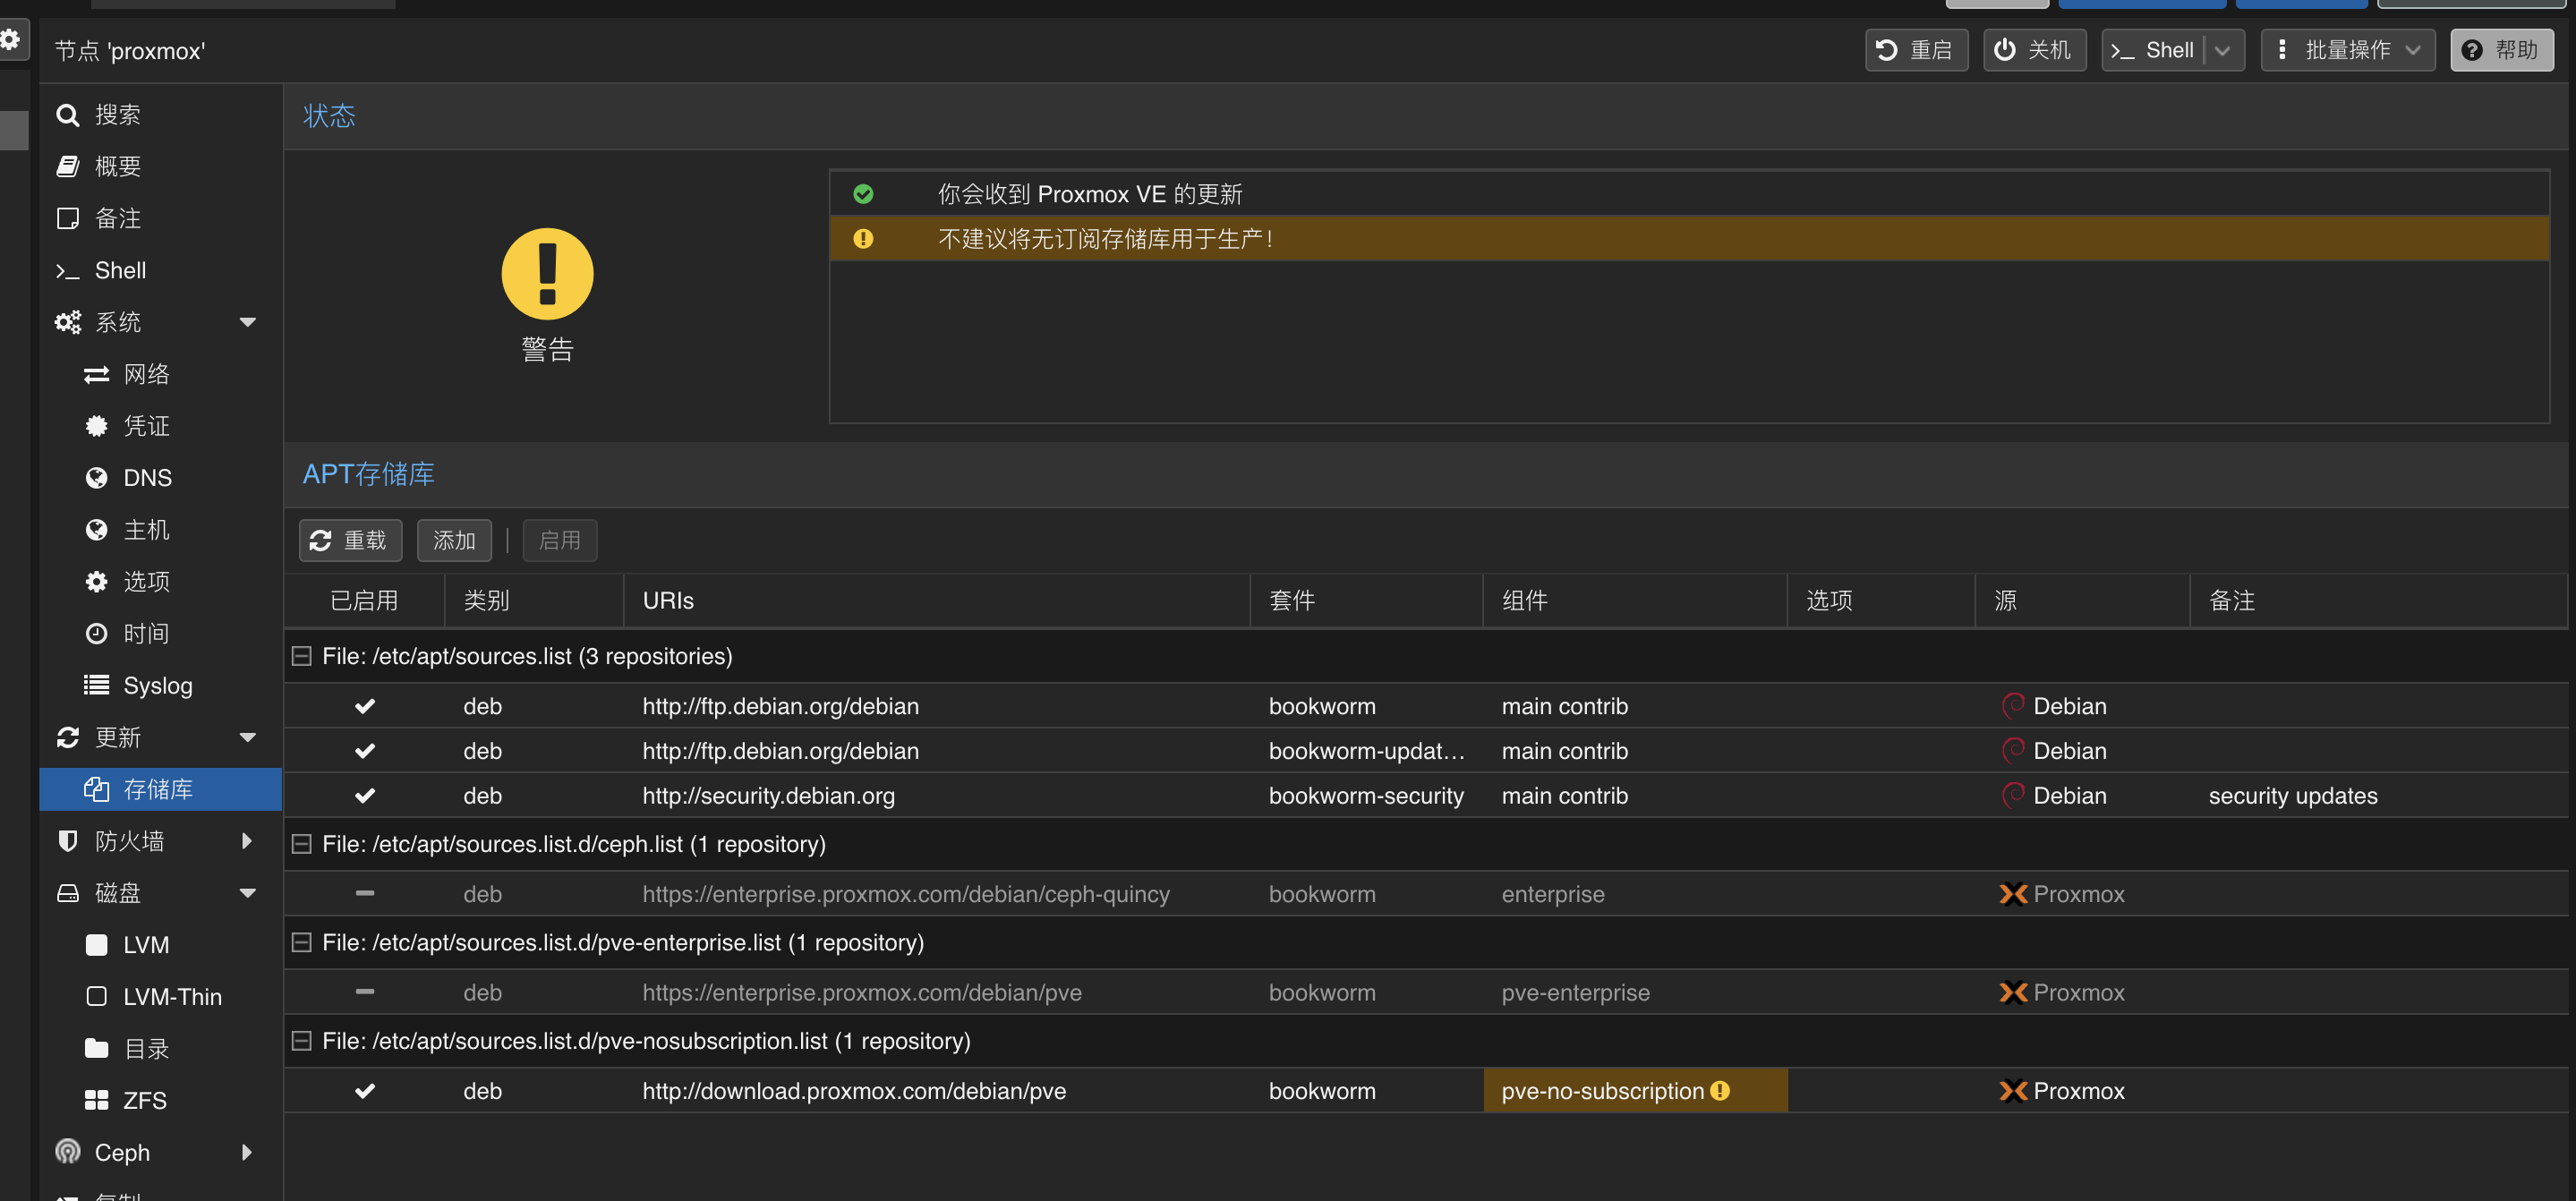 节点 'proxmox'
重启
关机
Shell
批量操作
帮助
搜索
概要
备注
Shell
系统
网络
凭证
DNS
主机
选项
时间
Syslog
更新
存储库
防火墙
磁盘
LVM
LVM-Thin
目录
ZFS
Ceph
状态
警告
你会收到 Proxmox VE 的更新
不建议将无订阅存储库用于生产！
APT存储库
重载 添加 启用
已启用 类别 URIs 套件 组件 选项 源 备注
File: /etc/apt/sources.list (3 repositories)
deb http://ftp.debian.org/debian bookworm main contrib Debian
deb http://ftp.debian.org/debian bookworm-updat… main contrib Debian
deb http://security.debian.org bookworm-security main contrib Debian security updates
File: /etc/apt/sources.list.d/ceph.list (1 repository)
deb https://enterprise.proxmox.com/debian/ceph-quincy bookworm enterprise Proxmox
File: /etc/apt/sources.list.d/pve-enterprise.list (1 repository)
deb https://enterprise.proxmox.com/debian/pve bookworm pve-enterprise Proxmox
File: /etc/apt/sources.list.d/pve-nosubscription.list (1 repository)
deb http://download.proxmox.com/debian/pve bookworm pve-no-subscription Proxmox